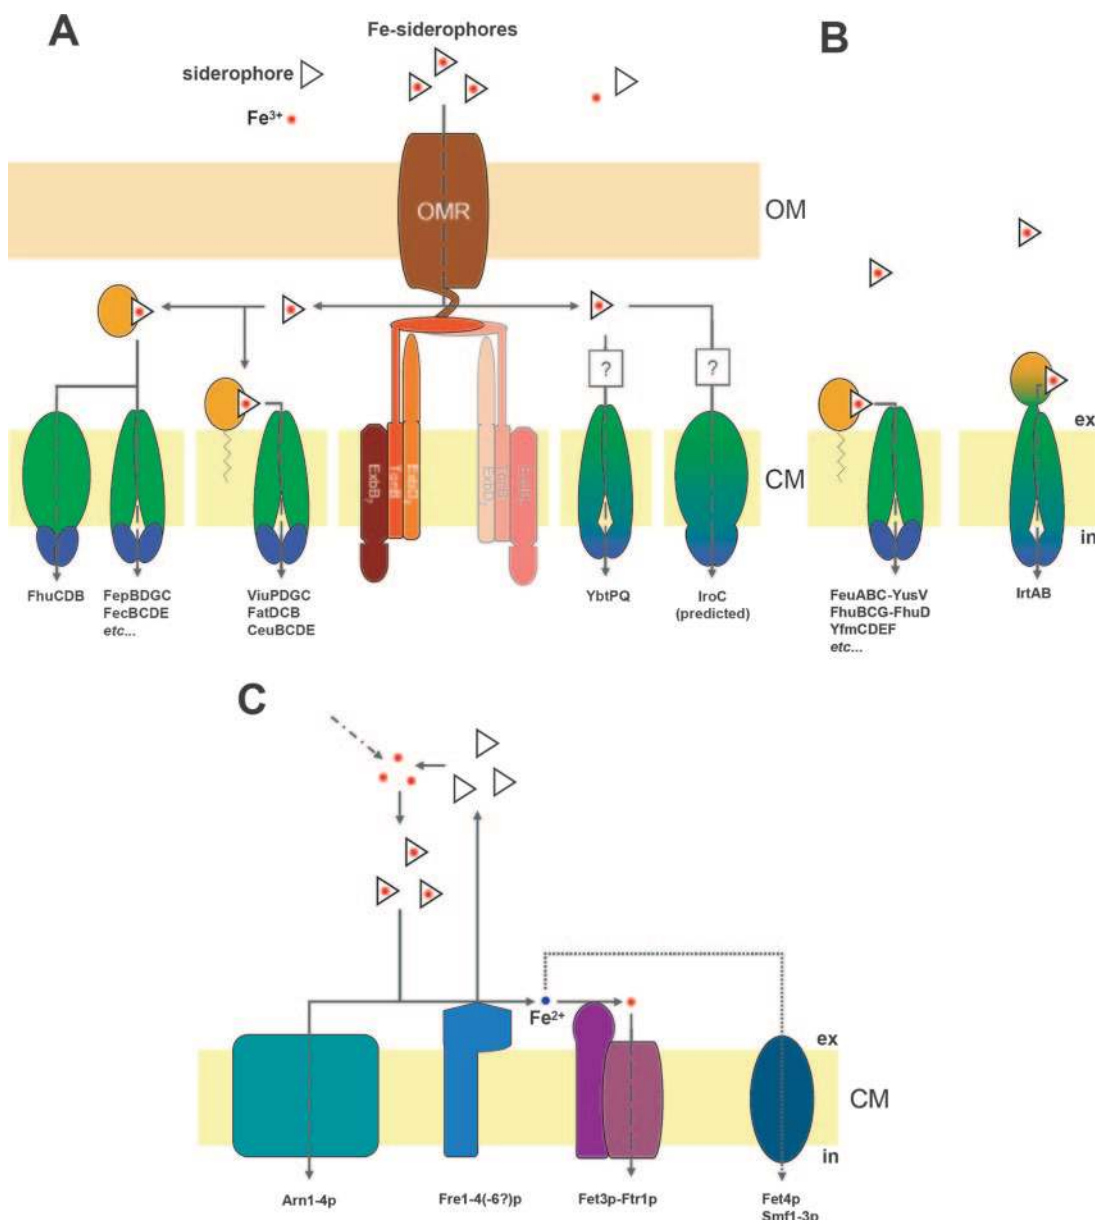 A
Fe-siderophores
B
siderophore
Fe³⁺
OMR
OM
?
?
ex
CM
ExbB₇
TonB
in
FhuCDB
FepBDGC
FecBCDE
etc...
ViuPDGC
FatDCB
CeuBCDE
YbtPQ
IroC
(predicted)
FeuABC-YusV
FhuBCG-FhuD
YfmCDEF
etc...
IrtAB
C
Fe²⁺
ex
CM
in
Arn1-4p
Fre1-4(-6?)p
Fet3p-Ftr1p
Fet4p
Smf1-3p